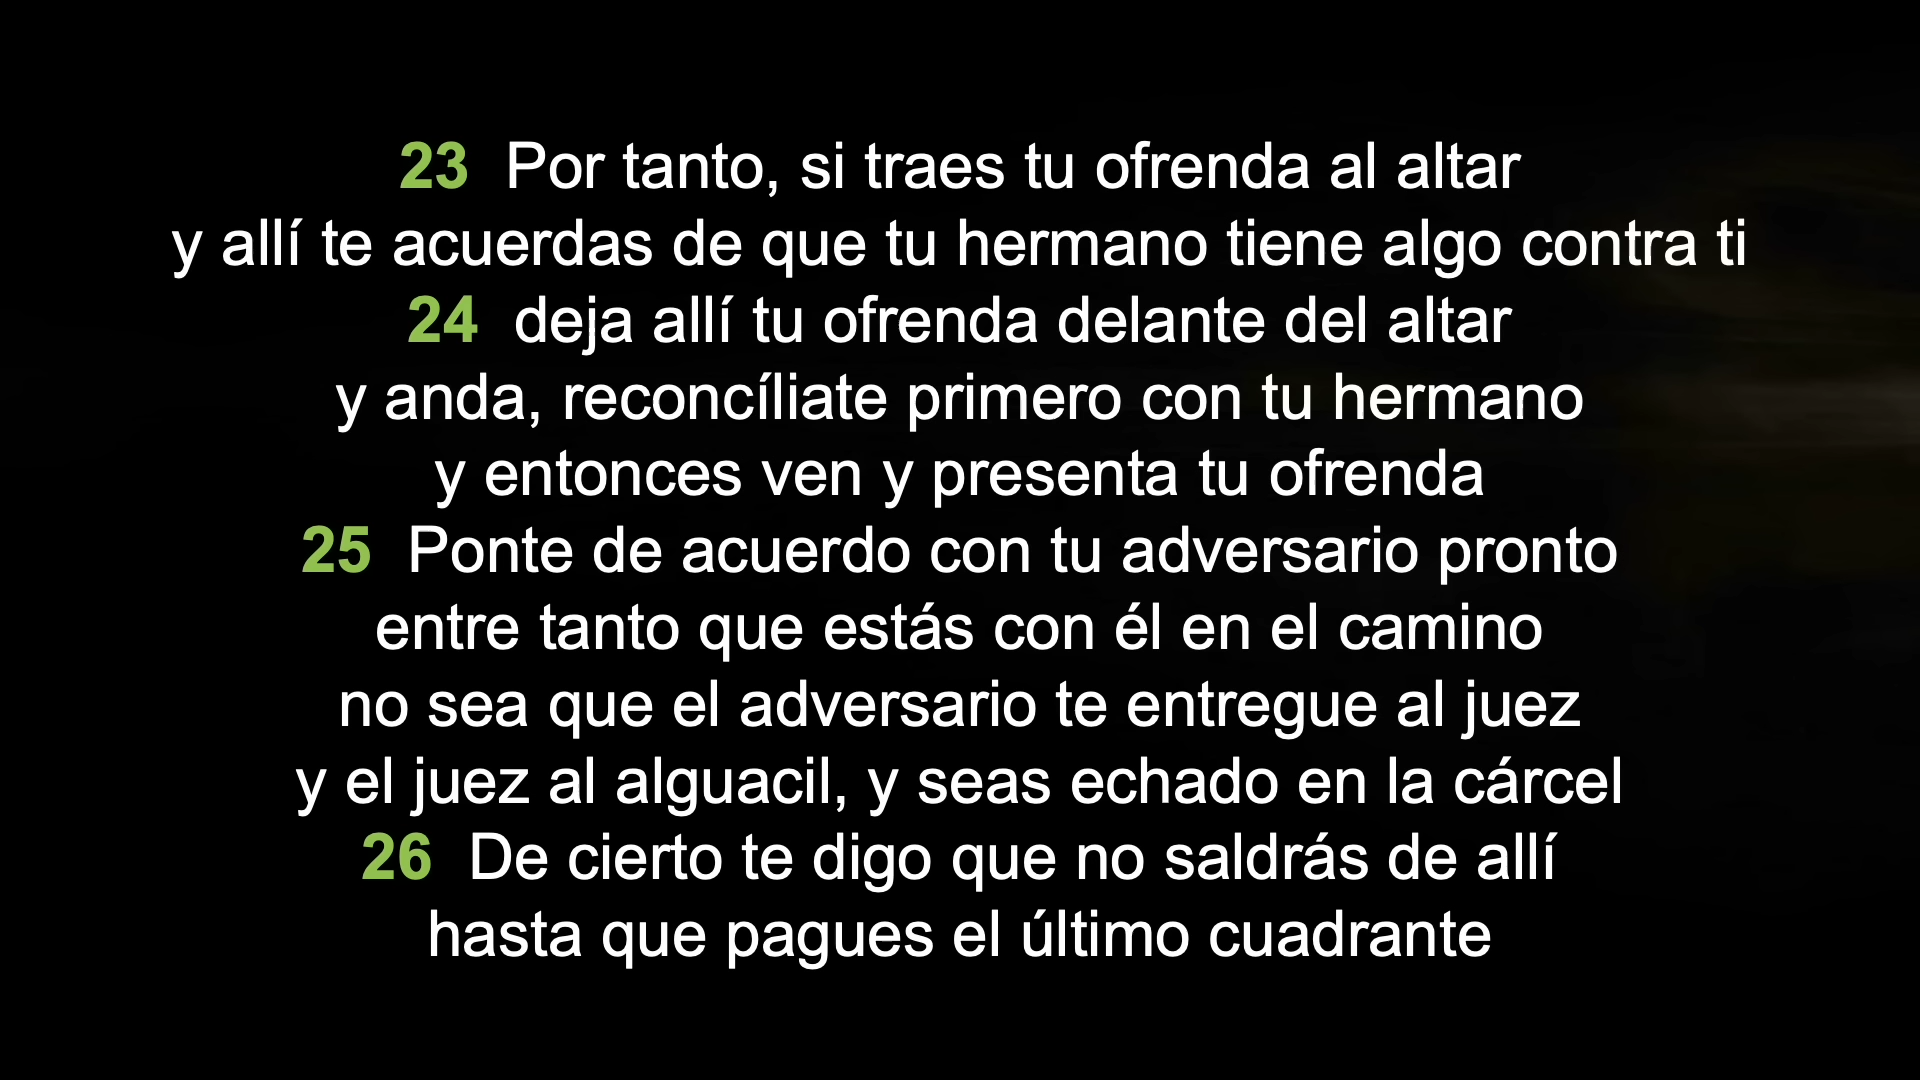 23 Por tanto, si traes tu ofrenda al altar
y allí te acuerdas de que tu hermano tiene algo contra ti
24 deja allí tu ofrenda delante del altar
y anda, reconcíliate primero con tu hermano
y entonces ven y presenta tu ofrenda
25 Ponte de acuerdo con tu adversario pronto
entre tanto que estás con él en el camino
no sea que el adversario te entregue al juez
y el juez al alguacil, y seas echado en la cárcel
26 De cierto te digo que no saldrás de allí
hasta que pagues el último cuadrante